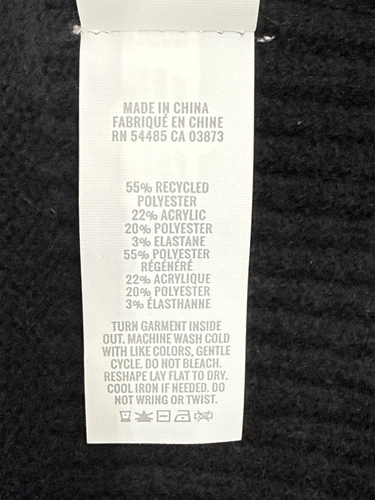 MADE IN CHINA
FABRIQUÉ EN CHINE
RN 54485 CA 03873
55% RECYCLED
POLYESTER
22% ACRYLIC
20% POLYESTER
3% ELASTANE
55% POLYESTER
RÉGÉNÉRÉ
22% ACRYLIQUE
20% POLYESTER
3% ÉLASTHANNE
TURN GARMENT INSIDE
OUT. MACHINE WASH COLD
WITH LIKE COLORS, GENTLE
CYCLE. DO NOT BLEACH.
RESHAPE LAY FLAT TO DRY.
COOL IRON IF NEEDED. DO
NOT WRING OR TWIST.